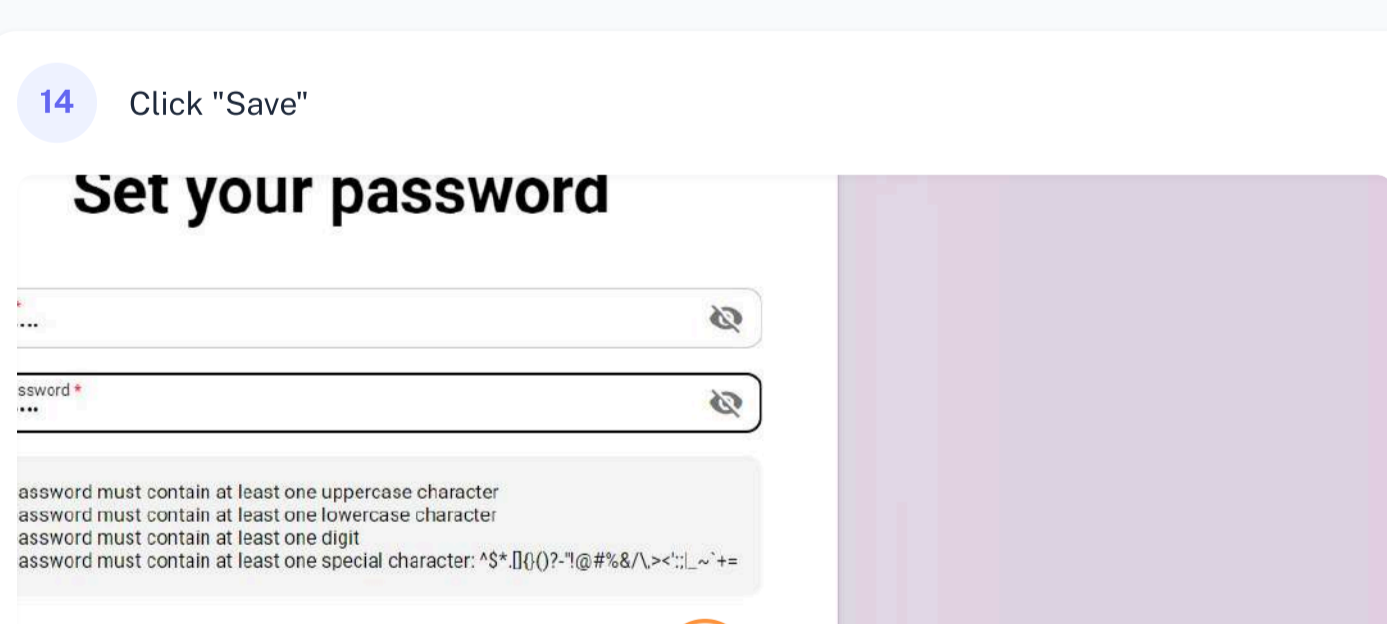 14
Click "Save"
Set your password
*
....
ssword *
....
assword must contain at least one uppercase character
assword must contain at least one lowercase character
assword must contain at least one digit
assword must contain at least one special character: ^$*.[]{}()?-"!@#%&/\,><':;|_~`+=